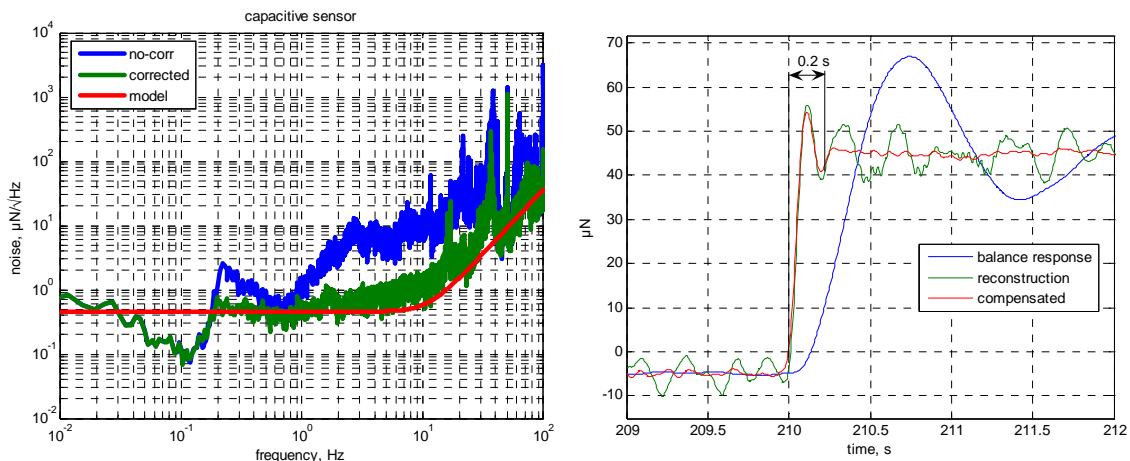 capacitive sensor
no-corr
corrected
model
noise, µN/√Hz
10^4
10^3
10^2
10^1
10^0
10^-1
10^-2
10^-2
10^-1
10^0
10^1
10^2
frequency, Hz
µN
70
60
50
40
30
20
10
0
-10
0.2 s
balance response
reconstruction
compensated
209
209.5
210
210.5
211
211.5
212
time, s